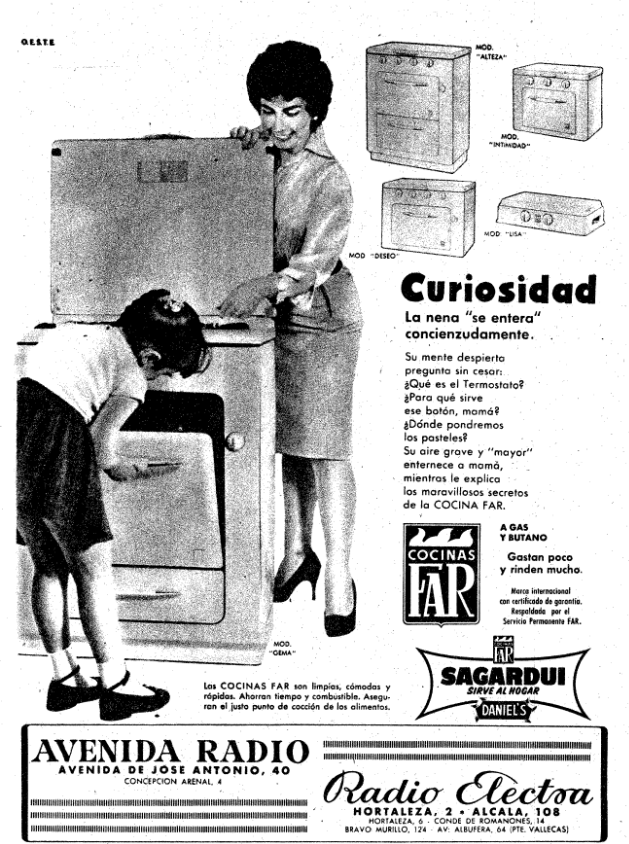 O.E.S.T.E.
MOD.
"ALTEZA"
MOD.
"INTIMIDAD"
MOD "DESEO"
MOD "LISA"
Curiosidad
La nena "se entera"
concienzudamente.
Su mente despierta
pregunta sin cesar:
¿Qué es el Termostato?
¿Para qué sirve
ese botón, mamá?
¿Dónde pondremos
los pasteles?
Su aire grave y "mayor"
enternece a mamá,
mientras le explica
los maravillosos secretos
de la COCINA FAR.
COCINAS
FAR
A GAS
Y BUTANO
Gastan poco
y rinden mucho.
Marca internacional
con certificado de garantía.
Respaldada por el
Servicio Permanente FAR.
MOD.
"GEMA"
Las COCINAS FAR son limpias, cómodas y
rápidas. Ahorran tiempo y combustible. Asegu-
ran el justo punto de cocción de los alimentos.
FAR
SAGARDUI
SIRVE AL HOGAR
DANIEL'S
AVENIDA RADIO
AVENIDA DE JOSE ANTONIO, 40
CONCEPCION ARENAL, 4
Radio Electra
HORTALEZA, 2 • ALCALA, 108
HORTALEZA, 6 - CONDE DE ROMANONES, 14
BRAVO MURILLO, 124 - AV. ALBUFERA, 64 (PTE. VALLECAS)